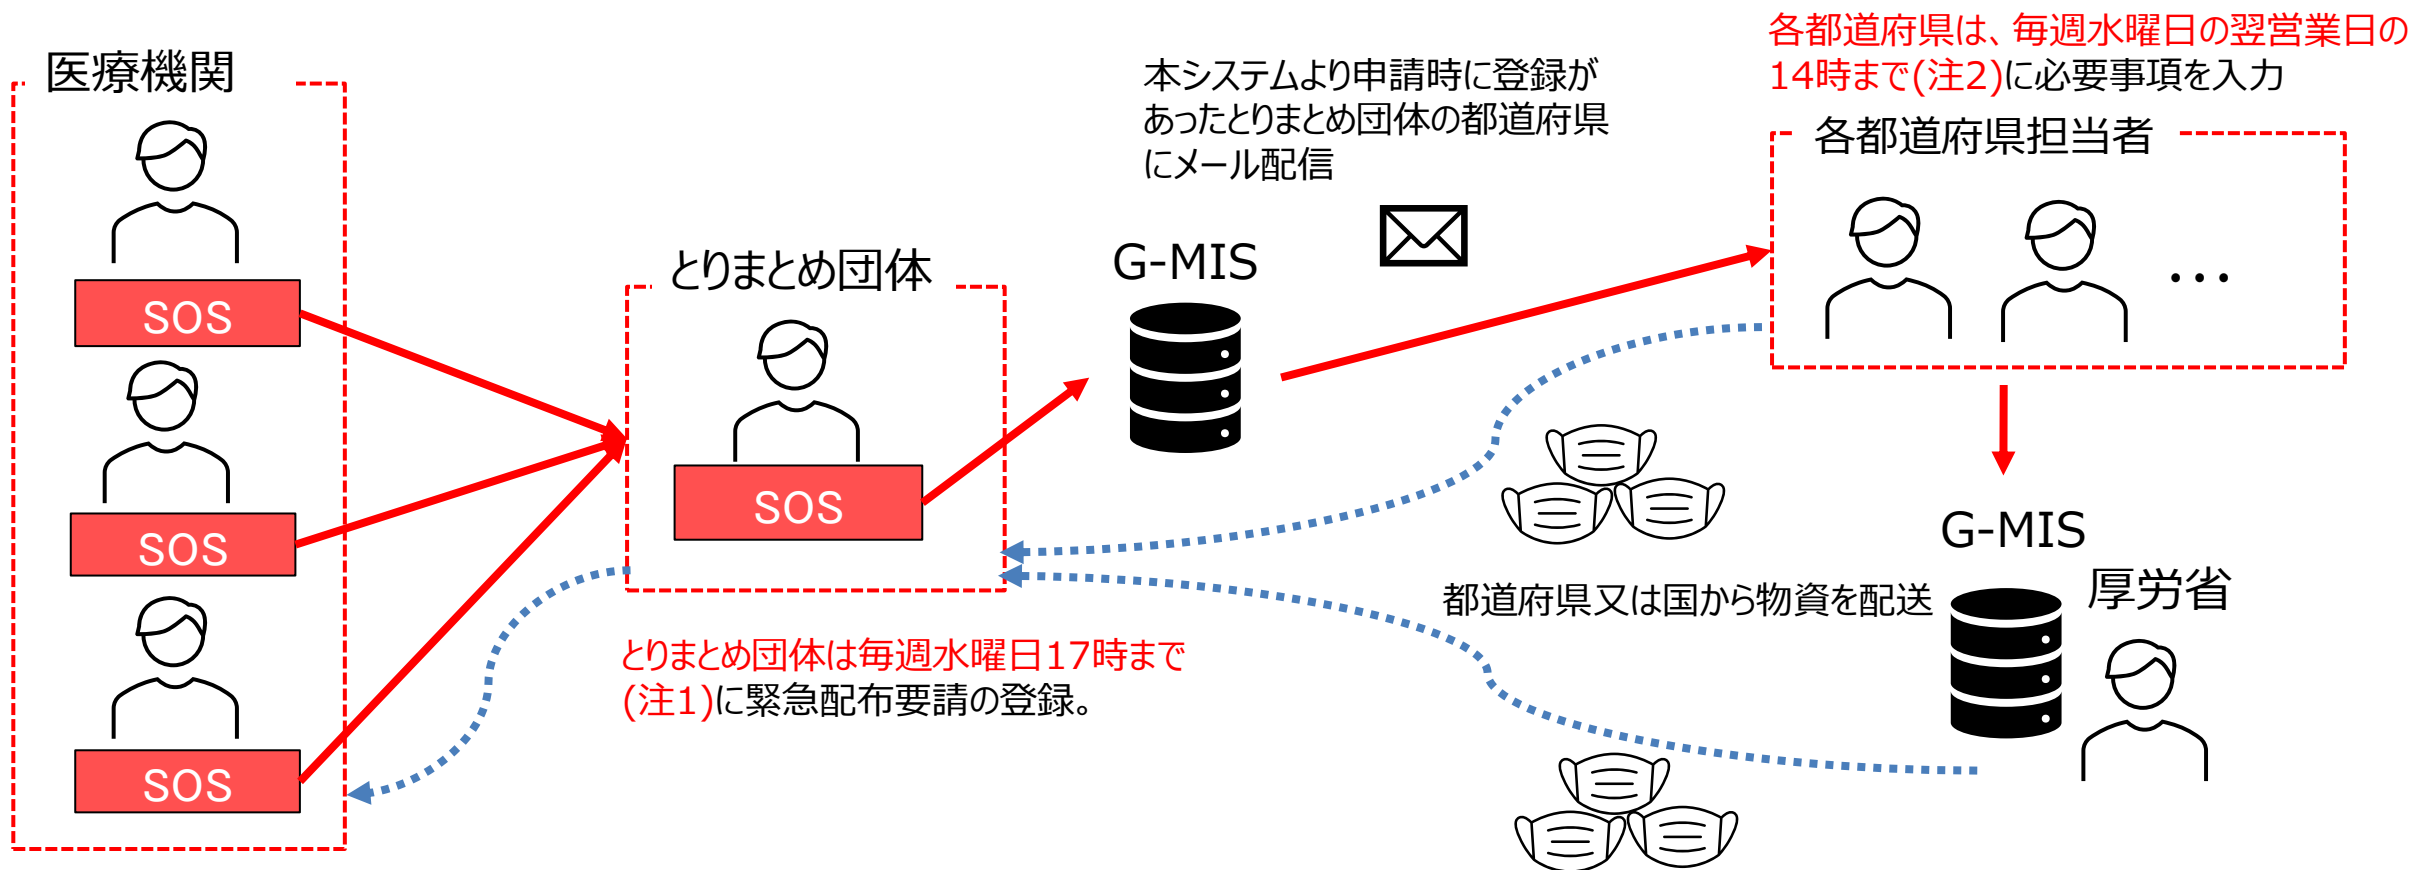 医療機関
SOS
SOS
SOS
とりまとめ団体
SOS
とりまとめ団体は毎週水曜日17時まで
(注1)に緊急配布要請の登録。
本システムより申請時に登録が
あったとりまとめ団体の都道府県
にメール配信
G-MIS
各都道府県は、毎週水曜日の翌営業日の
14時まで(注2)に必要事項を入力
各都道府県担当者
…
都道府県又は国から物資を配送
G-MIS
厚労省